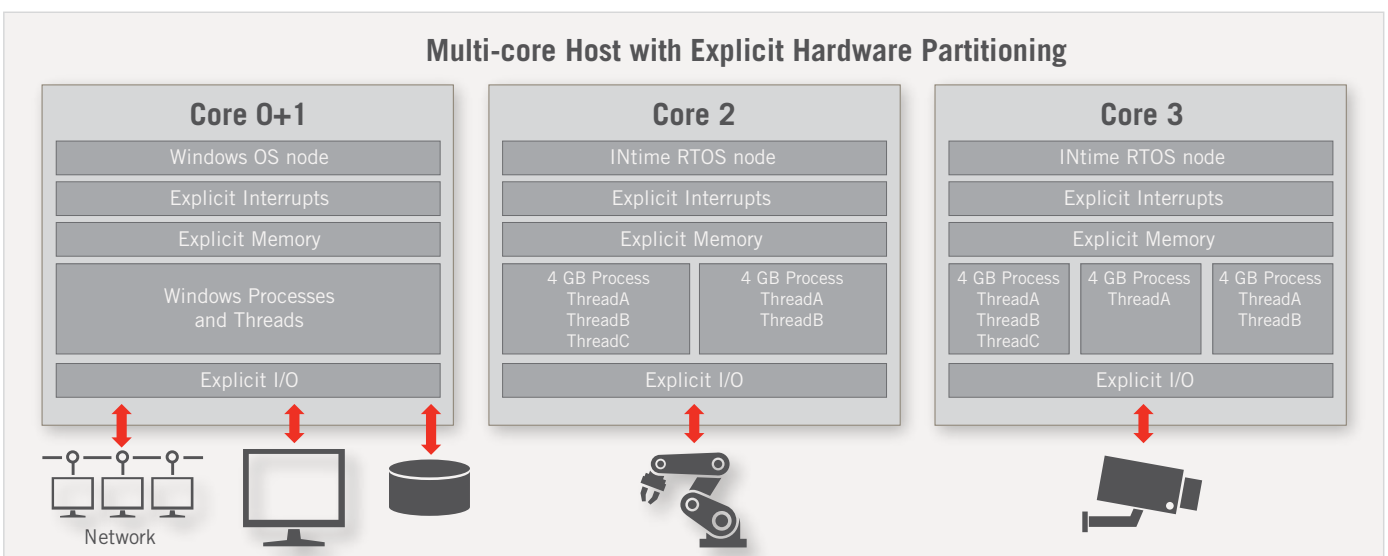 Multi-core Host with Explicit Hardware Partitioning
Core 0+1
Windows OS node
Explicit Interrupts
Explicit Memory
Windows Processes
and Threads
Explicit I/O
Network
Core 2
INtime RTOS node
Explicit Interrupts
Explicit Memory
4 GB Process
ThreadA
ThreadB
ThreadC
4 GB Process
ThreadA
ThreadB
Explicit I/O
Core 3
INtime RTOS node
Explicit Interrupts
Explicit Memory
4 GB Process
ThreadA
ThreadB
ThreadC
4 GB Process
ThreadA
4 GB Process
ThreadA
ThreadB
Explicit I/O